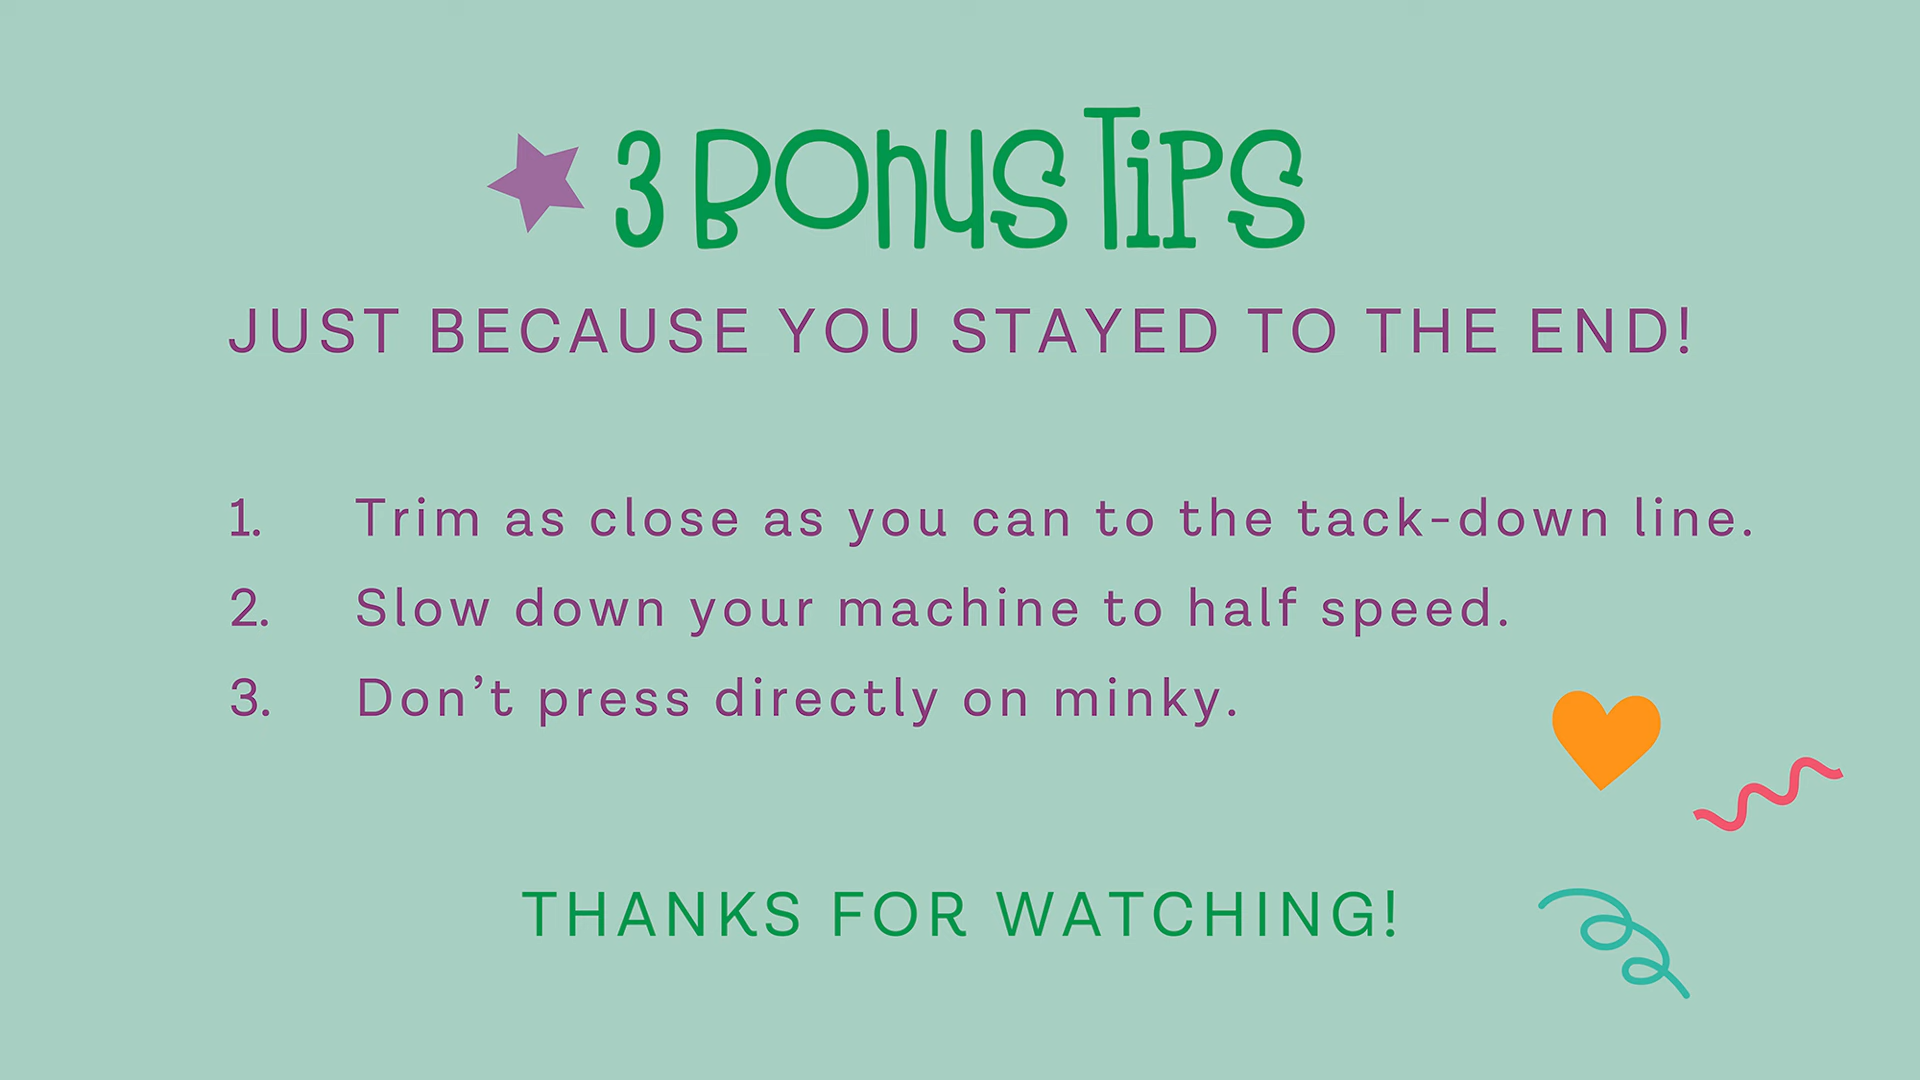 3 Bonus Tips
JUST BECAUSE YOU STAYED TO THE END!
1. Trim as close as you can to the tack-down line.
2. Slow down your machine to half speed.
3. Don’t press directly on minky.
THANKS FOR WATCHING!